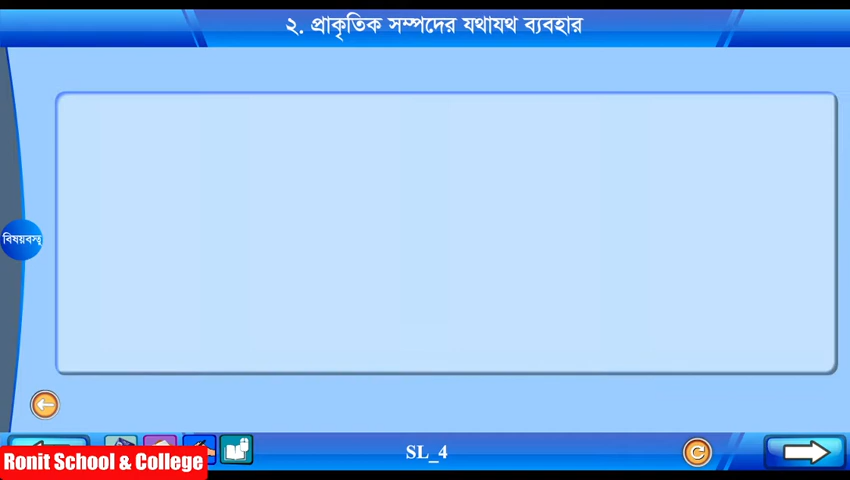 ২. প্রাকৃতিক সম্পদের যথাযথ ব্যবহার
বিষয়বস্তু
SL_4
Ronit School & College